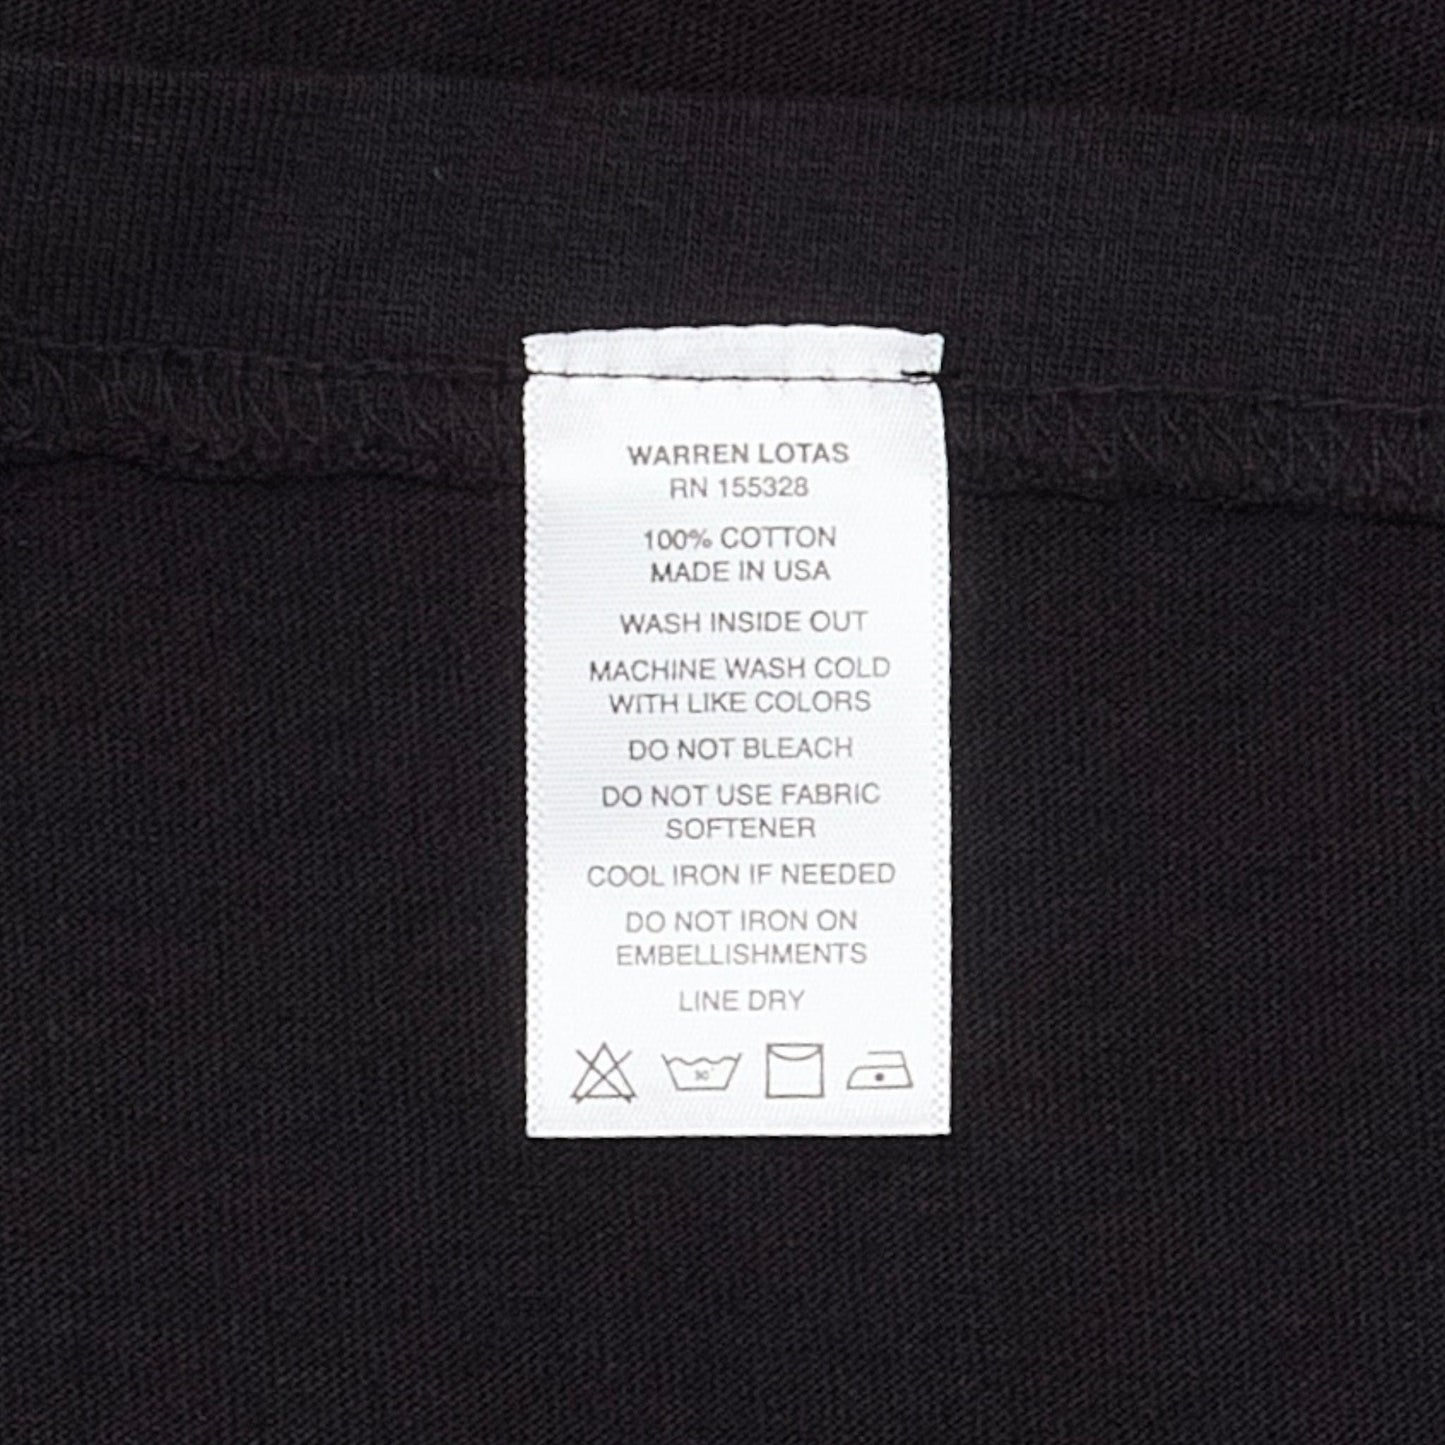 WARREN LOTAS
RN 155328
100% COTTON
MADE IN USA
WASH INSIDE OUT
MACHINE WASH COLD
WITH LIKE COLORS
DO NOT BLEACH
DO NOT USE FABRIC
SOFTENER
COOL IRON IF NEEDED
DO NOT IRON ON
EMBELLISHMENTS
LINE DRY
30°